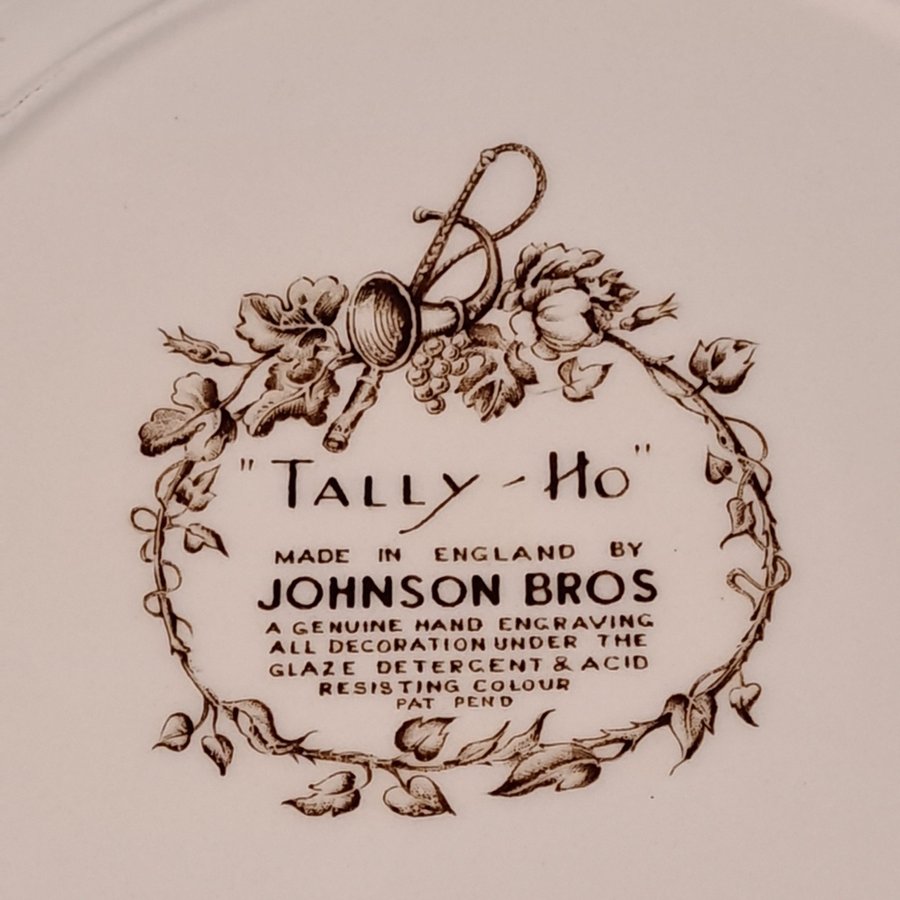 "TALLY-HO"
MADE IN ENGLAND BY
JOHNSON BROS
A GENUINE HAND ENGRAVING
ALL DECORATION UNDER THE
GLAZE DETERGENT & ACID
RESISTING COLOUR
PAT PEND